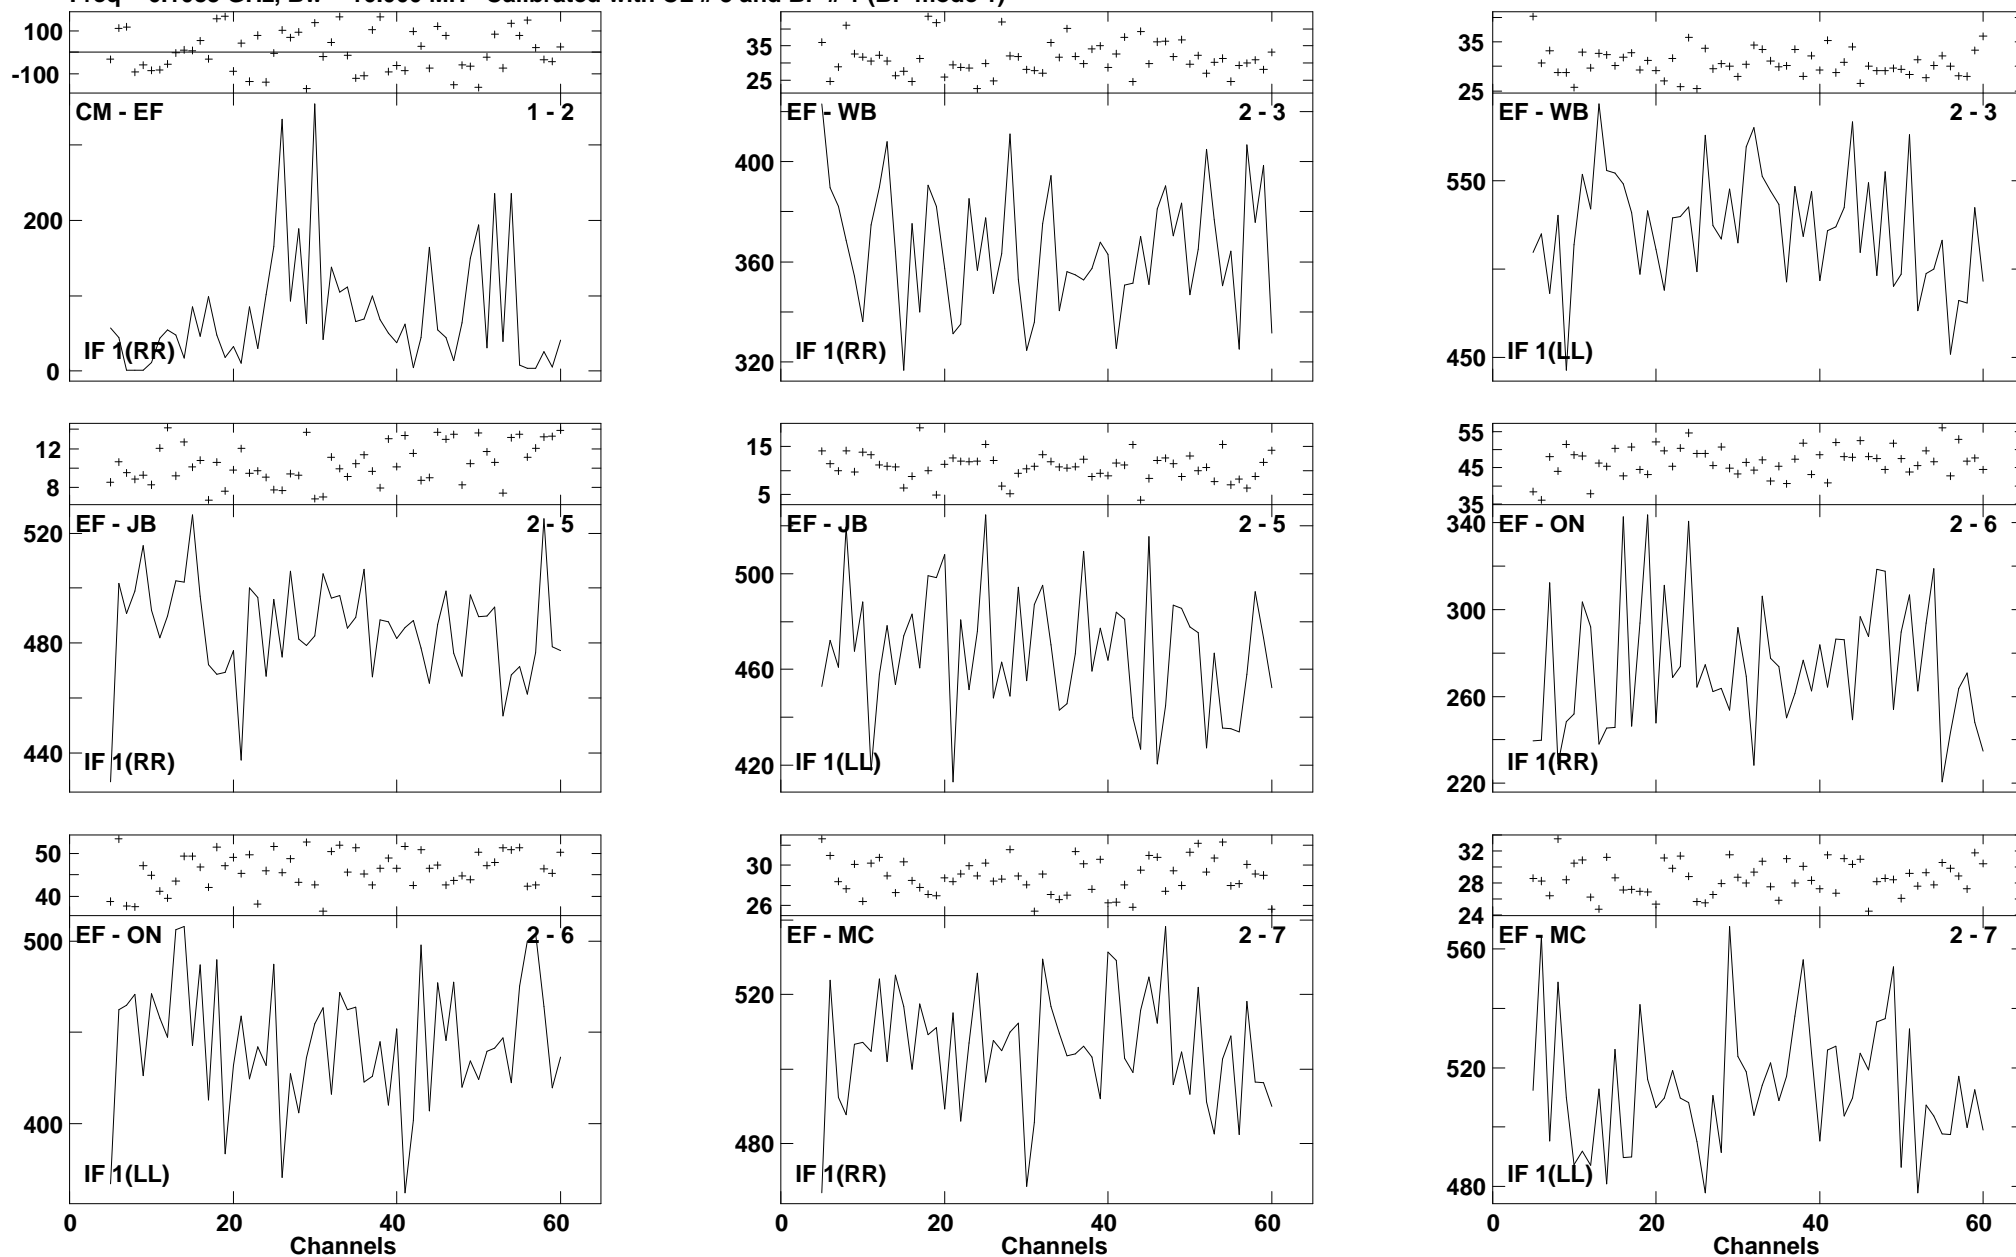 100
-100
CM - EF 1 - 2
200
0
IF 1(RR)
35
25
EF - WB 2 - 3
400
360
320
IF 1(RR)
35
25
EF - WB 2 - 3
550
450
IF 1(LL)
12
8
EF - JB 2 - 5
520
480
440
IF 1(RR)
15
5
EF - JB 2 - 5
500
460
420
IF 1(LL)
55
45
35
EF - ON 2 - 6
340
300
260
220
IF 1(RR)
50
40
EF - ON 2 - 6
500
400
IF 1(LL)
0 20 40 60
Channels
30
26
EF - MC 2 - 7
520
480
IF 1(RR)
0 20 40 60
Channels
32
28
24
EF - MC 2 - 7
560
520
480
IF 1(LL)
0 20 40 60
Channels